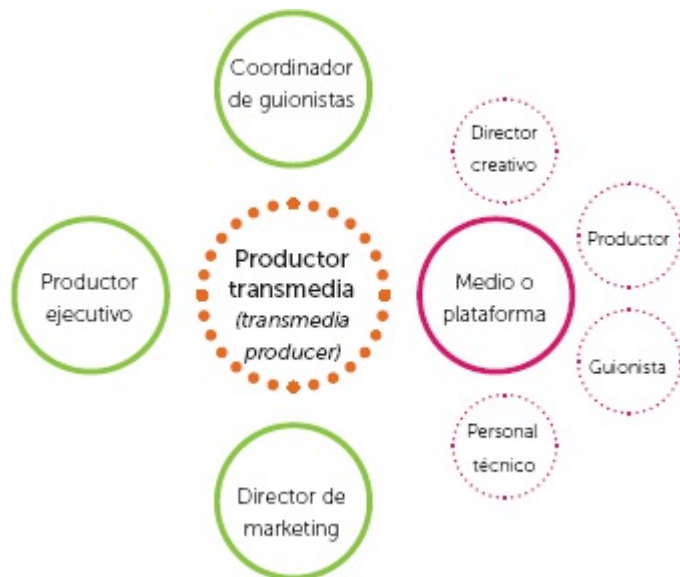 Coordinador
de guionistas
Director
creativo
Productor
Productor
ejecutivo
Productor
transmedia
(transmedia
producer)
Medio o
plataforma
Guionista
Personal
técnico
Director de
marketing